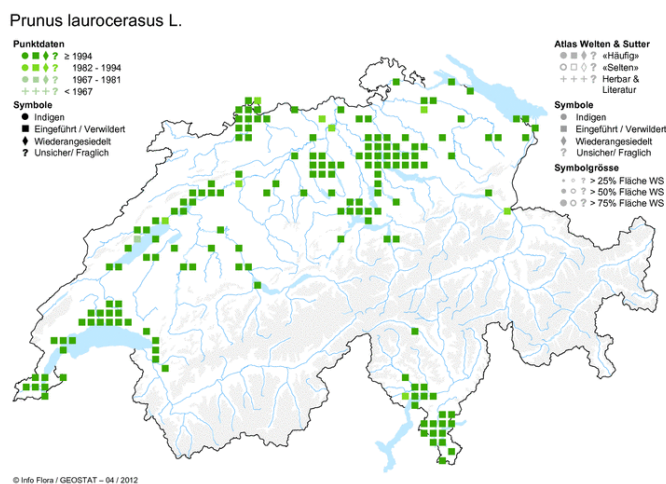 Prunus laurocerasus L.
Punktdaten
? ≥ 1994
? 1982 - 1994
? 1967 - 1981
+++ < 1967
Symbole
Indigen
Eingeführt / Verwildert
Wiederangesiedelt
? Unsicher/ Fraglich
Atlas Welten & Sutter
? «Häufig»
? «Selten»
+++ Herbar &
Literatur
Symbole
Indigen
Eingeführt / Verwildert
Wiederangesiedelt
? Unsicher/ Fraglich
Symbolgrösse
? > 25% Fläche WS
? > 50% Fläche WS
? > 75% Fläche WS
© Info Flora / GEOSTAT – 04 / 2012